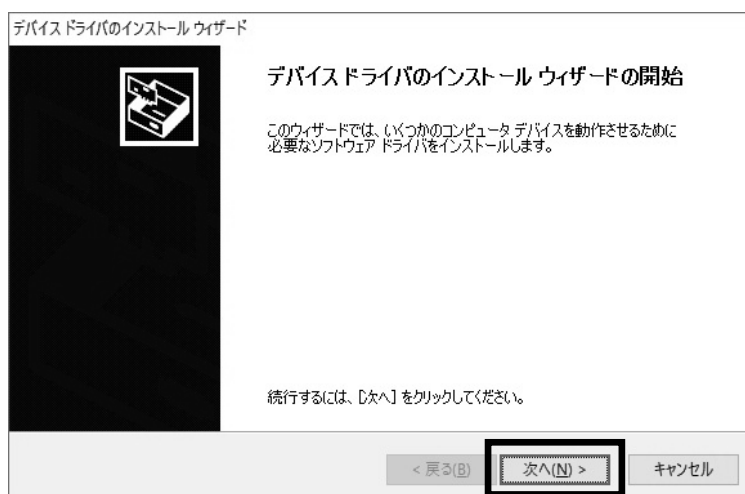 デバイス ドライバのインストール ウィザード
デバイス ドライバのインストール ウィザードの開始
このウィザードでは、いくつかのコンピュータ デバイスを動作させるために
必要なソフトウェア ドライバをインストールします。
続行するには、[次へ] をクリックしてください。
< 戻る(B) 次へ(N) > キャンセル